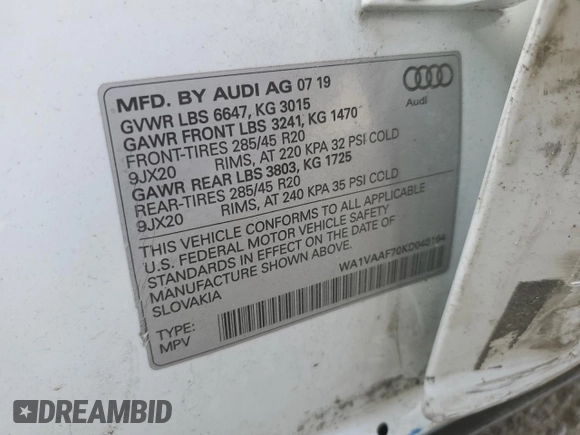 MFD. BY AUDI AG 07 19
GVWR LBS 6647, KG 3015
GAWR FRONT LBS 3241, KG 1470
FRONT-TIRES 285/45 R20
9JX20 RIMS, AT 220 KPA 32 PSI COLD
GAWR REAR LBS 3803, KG 1725
REAR-TIRES 285/45 R20
9JX20 RIMS, AT 240 KPA 35 PSI COLD
THIS VEHICLE CONFORMS TO ALL APPLICABLE
U.S. FEDERAL MOTOR VEHICLE SAFETY
STANDARDS IN EFFECT ON THE DATE OF
MANUFACTURE SHOWN ABOVE.
SLOVAKIA
WA1VAAF70KD045164
TYPE:
MPV
Audi
DREAMBID